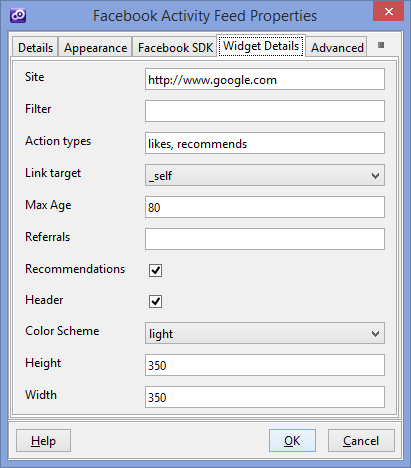 Facebook Activity Feed Properties
Details Appearance Facebook SDK Widget Details Advanced
Site http://www.google.com
Filter
Action types likes, recommends
Link target _self
Max Age 80
Referrals
Recommendations
Header
Color Scheme light
Height 350
Width 350
Help OK Cancel